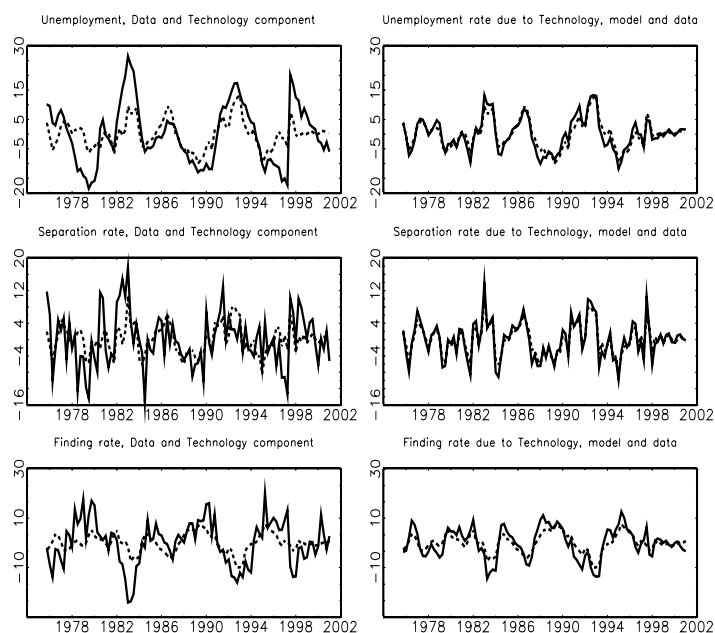 Unemployment, Data and Technology component
30
15
5
-5
-20
1978 1982 1986 1990 1994 1998 2002
Unemployment rate due to Technology, model and data
30
15
5
-5
-20
1978 1982 1986 1990 1994 1998 2002
Separation rate, Data and Technology component
20
12
4
-4
-16
1978 1982 1986 1990 1994 1998 2002
Separation rate due to Technology, model and data
20
12
4
-4
-16
1978 1982 1986 1990 1994 1998 2002
Finding rate, Data and Technology component
30
10
-10
1978 1982 1986 1990 1994 1998 2002
Finding rate due to Technology, model and data
30
10
-10
1978 1982 1986 1990 1994 1998 2002